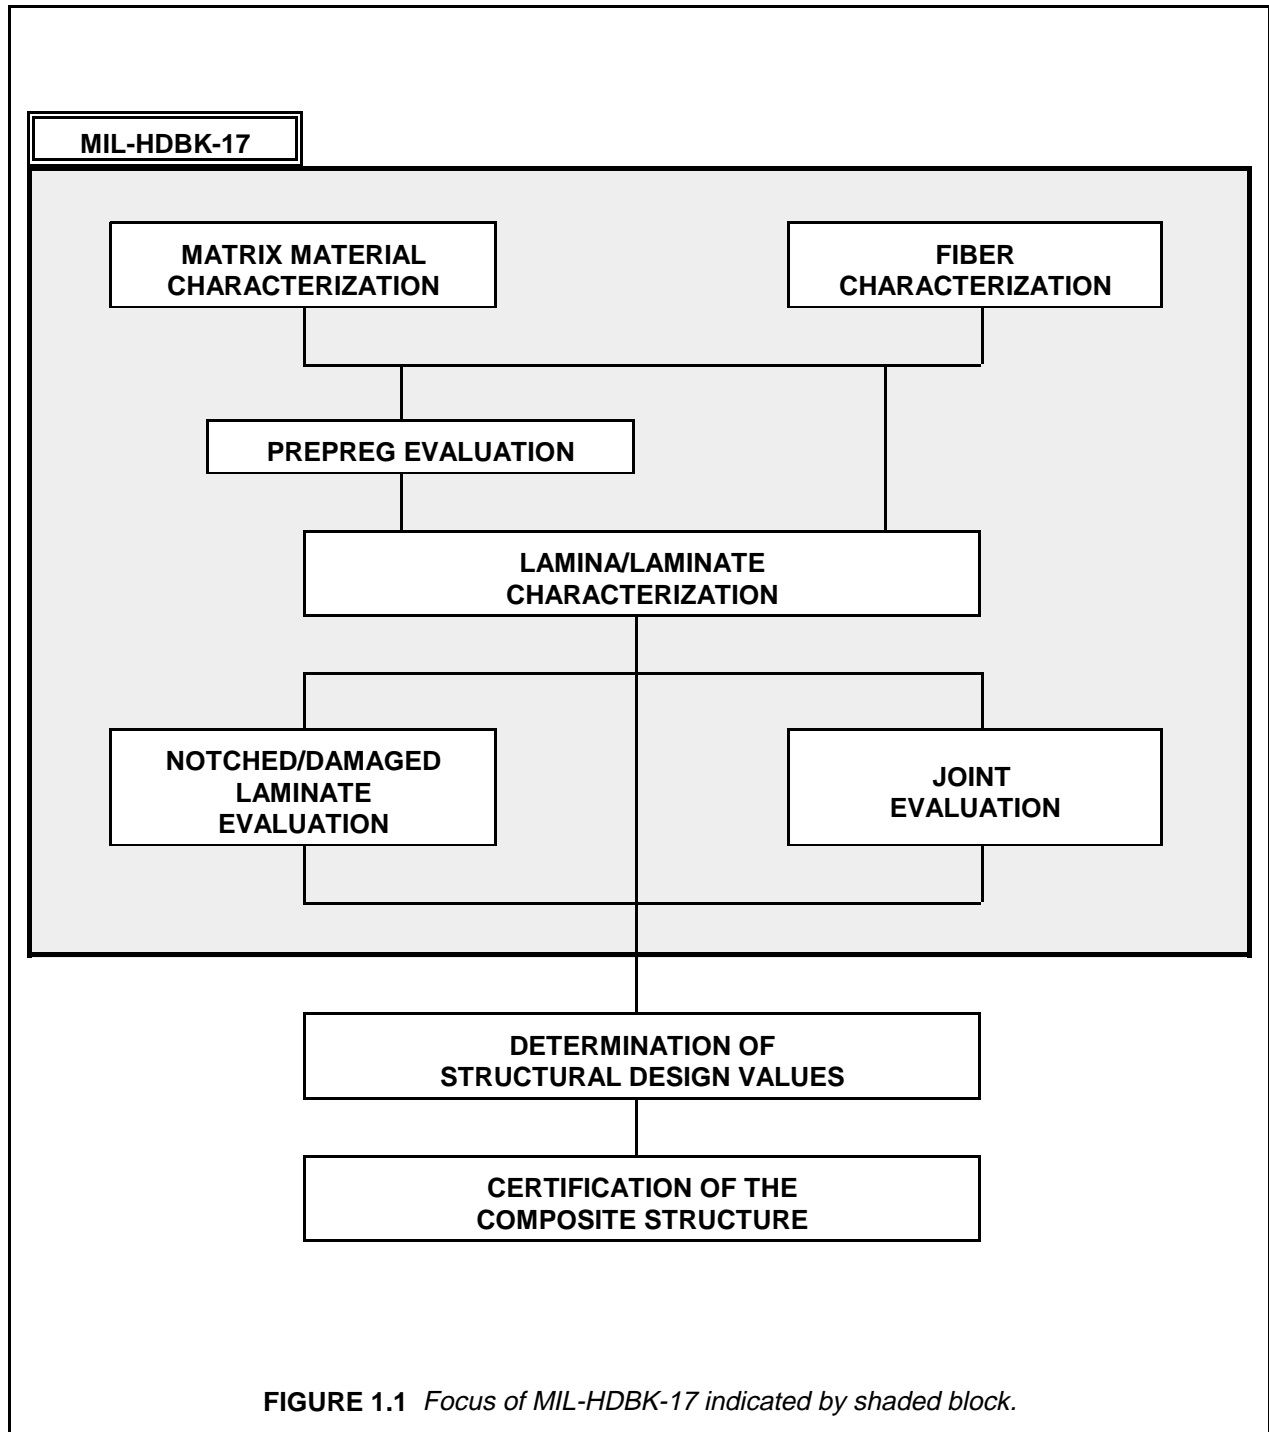 MIL-HDBK-17
MATRIX MATERIAL
CHARACTERIZATION
FIBER
CHARACTERIZATION
PREPREG EVALUATION
LAMINA/LAMINATE
CHARACTERIZATION
NOTCHED/DAMAGED
LAMINATE
EVALUATION
JOINT
EVALUATION
DETERMINATION OF
STRUCTURAL DESIGN VALUES
CERTIFICATION OF THE
COMPOSITE STRUCTURE
FIGURE 1.1 Focus of MIL-HDBK-17 indicated by shaded block.